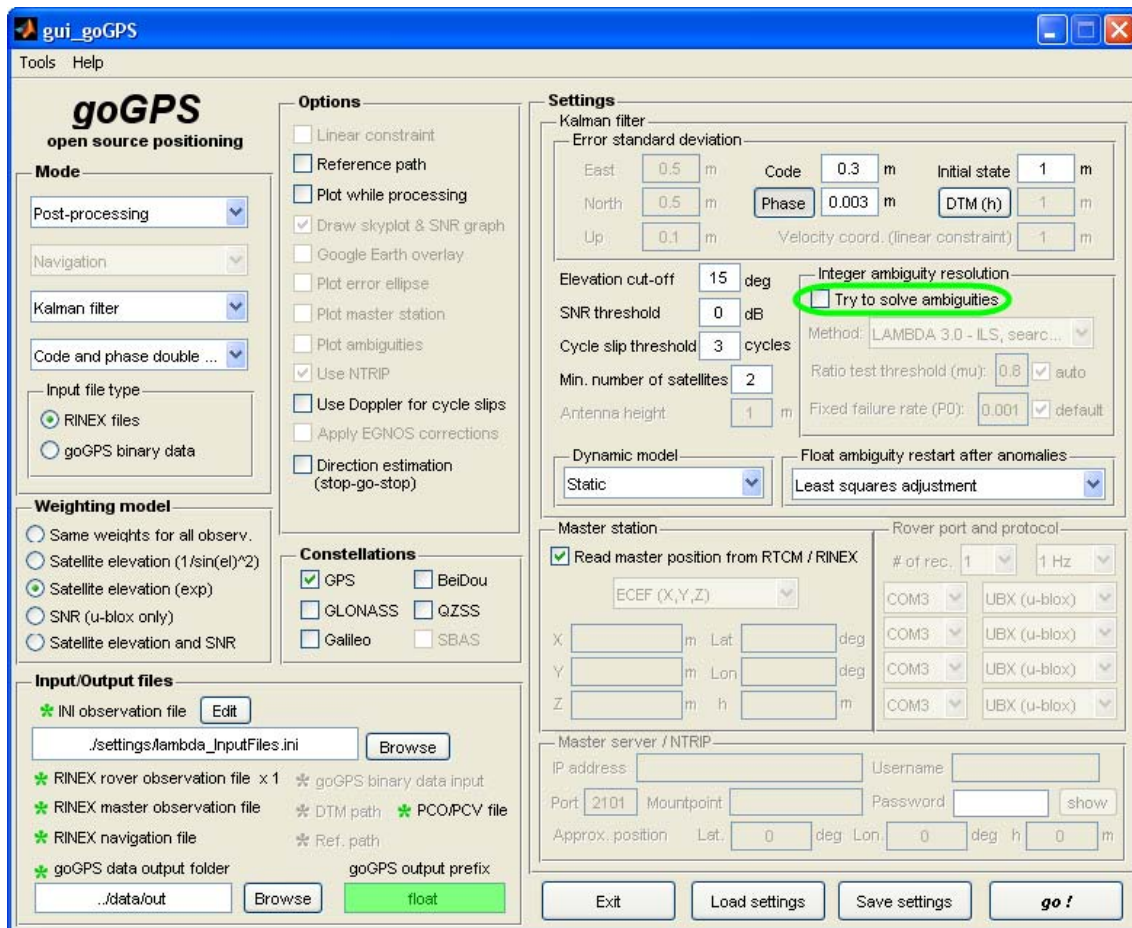 gui_goGPS
Tools Help
goGPS
open source positioning
Mode
Post-processing
Navigation
Kalman filter
Code and phase double ...
Input file type
RINEX files
goGPS binary data
Weighting model
Same weights for all observ.
Satellite elevation (1/sin(el)^2)
Satellite elevation (exp)
SNR (u-blox only)
Satellite elevation and SNR
Options
Linear constraint
Reference path
Plot while processing
Draw skyplot & SNR graph
Google Earth overlay
Plot error ellipse
Plot master station
Plot ambiguities
Use NTRIP
Use Doppler for cycle slips
Apply EGNOS corrections
Direction estimation
(stop-go-stop)
Constellations
GPS BeiDou
GLONASS QZSS
Galileo SBAS
Input/Output files
INI observation file Edit
./settings/lambda_InputFiles.ini Browse
RINEX rover observation file x 1 goGPS binary data input
RINEX master observation file DTM path PCO/PCV file
RINEX navigation file Ref. path
goGPS data output folder goGPS output prefix
../data/out Browse float
Settings
Kalman filter
Error standard deviation
East 0.5 m Code 0.3 m Initial state 1 m
North 0.5 m Phase 0.003 m DTM (h) 1 m
Up 0.1 m Velocity coord. (linear constraint) 1 m
Elevation cut-off 15 deg
SNR threshold 0 dB
Cycle slip threshold 3 cycles
Min. number of satellites 2
Antenna height 1 m
Integer ambiguity resolution
Try to solve ambiguities
Method: LAMBDA 3.0 - ILS, searc...
Ratio test threshold (mu): 0.8 auto
Fixed failure rate (P0): 0.001 default
Dynamic model
Static
Float ambiguity restart after anomalies
Least squares adjustment
Master station
Read master position from RTCM / RINEX
ECEF (X,Y,Z)
X m Lat deg
Y m Lon deg
Z m h m
Rover port and protocol
# of rec. 1 1 Hz
COM3 UBX (u-blox)
COM3 UBX (u-blox)
COM3 UBX (u-blox)
COM3 UBX (u-blox)
Master server / NTRIP
IP address Username
Port 2101 Mountpoint Password show
Approx. position Lat. 0 deg Lon. 0 deg h 0 m
Exit Load settings Save settings go !